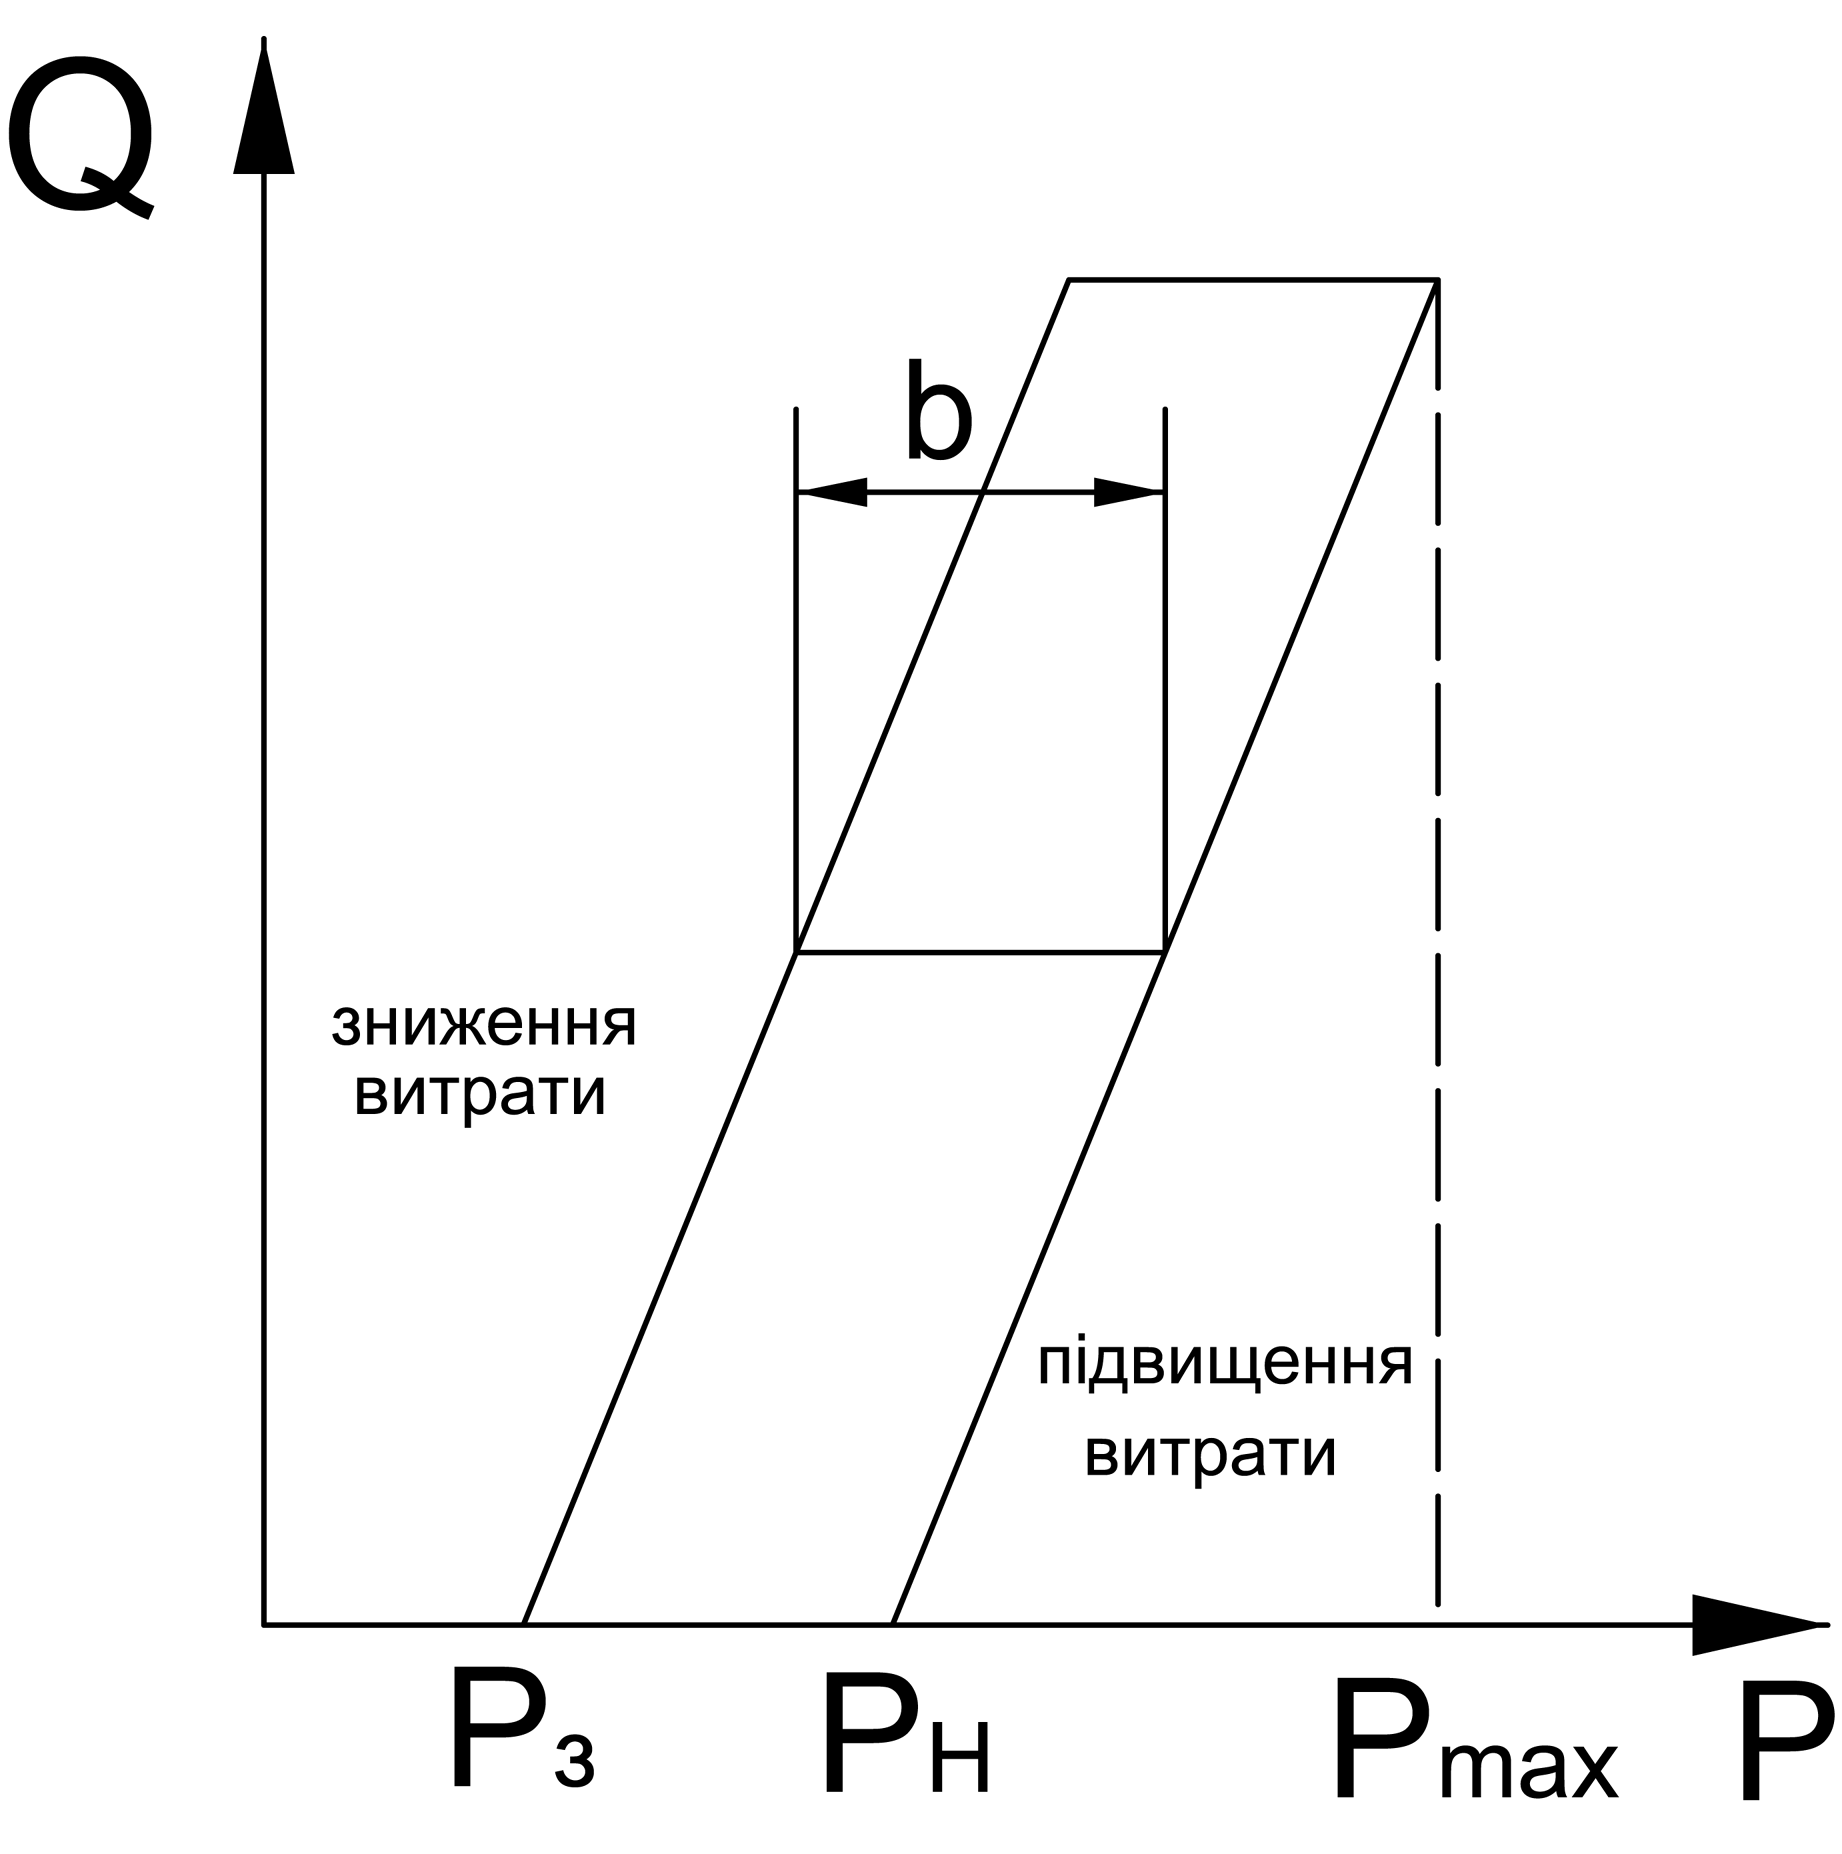 Q
b
зниження
витрати
підвищення
витрати
Pз
PН
Pmax
P